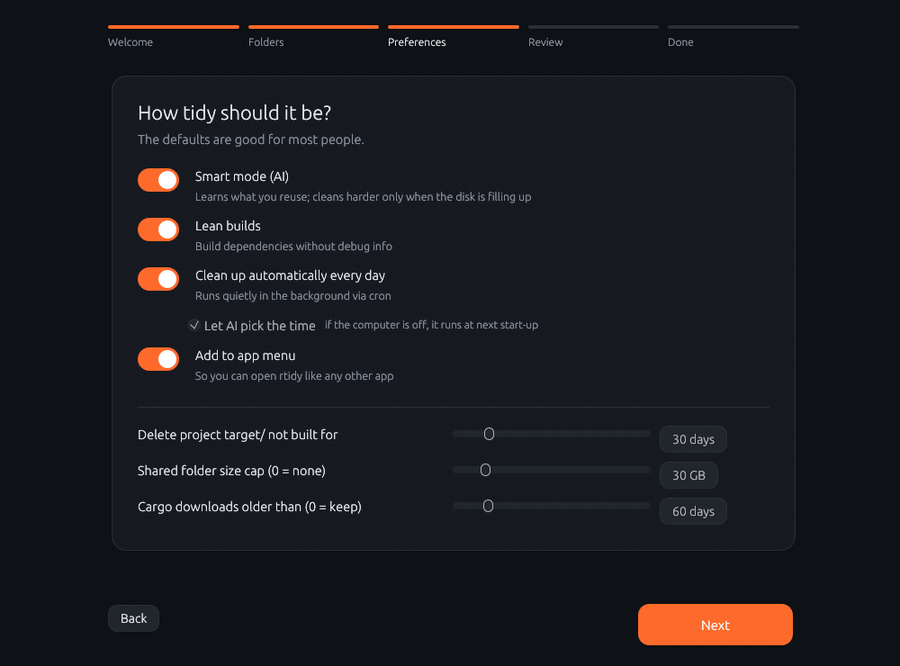 Welcome
Folders
Preferences
Review
Done
How tidy should it be?
The defaults are good for most people.
Smart mode (AI)
Learns what you reuse; cleans harder only when the disk is filling up
Lean builds
Build dependencies without debug info
Clean up automatically every day
Runs quietly in the background via cron
Let AI pick the time if the computer is off, it runs at next start-up
Add to app menu
So you can open rtidy like any other app
Delete project target/ not built for 30 days
Shared folder size cap (0 = none) 30 GB
Cargo downloads older than (0 = keep) 60 days
Back
Next